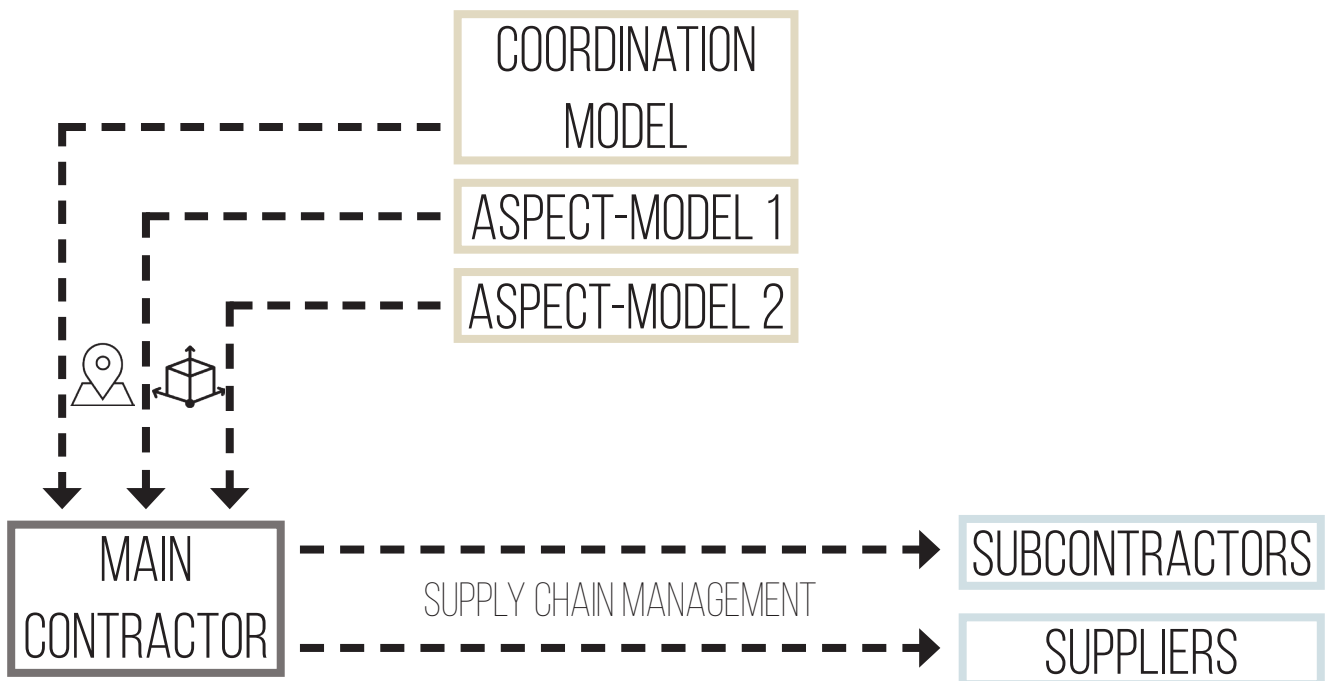 COORDINATION
MODEL
ASPECT-MODEL 1
ASPECT-MODEL 2
MAIN
CONTRACTOR
SUPPLY CHAIN MANAGEMENT
SUBCONTRACTORS
SUPPLIERS